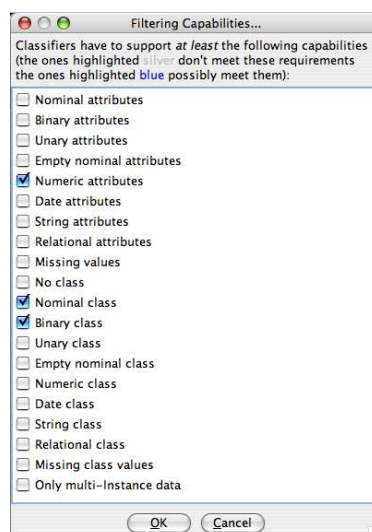 Filtering Capabilities...
Classifiers have to support at least the following capabilities
(the ones highlighted silver don't meet these requirements
the ones highlighted blue possibly meet them):
Nominal attributes
Binary attributes
Unary attributes
Empty nominal attributes
Numeric attributes
Date attributes
String attributes
Relational attributes
Missing values
No class
Nominal class
Binary class
Unary class
Empty nominal class
Numeric class
Date class
String class
Relational class
Missing class values
Only multi-Instance data
OK Cancel